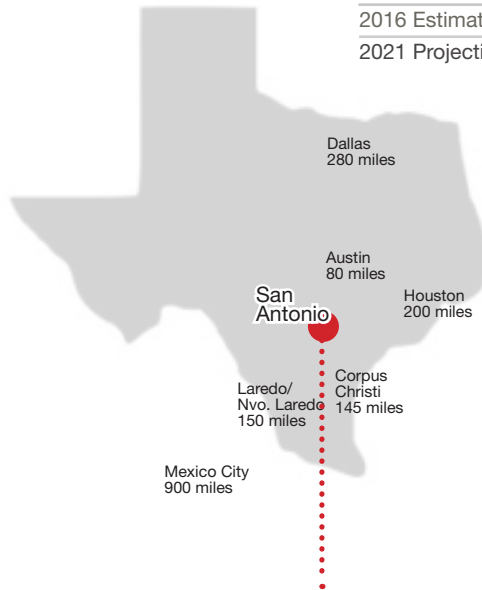 2016 Estimat
2021 Projecti
Dallas
280 miles
Austin
80 miles
San
Antonio
Houston
200 miles
Laredo/
Nvo. Laredo
150 miles
Corpus
Christi
145 miles
Mexico City
900 miles